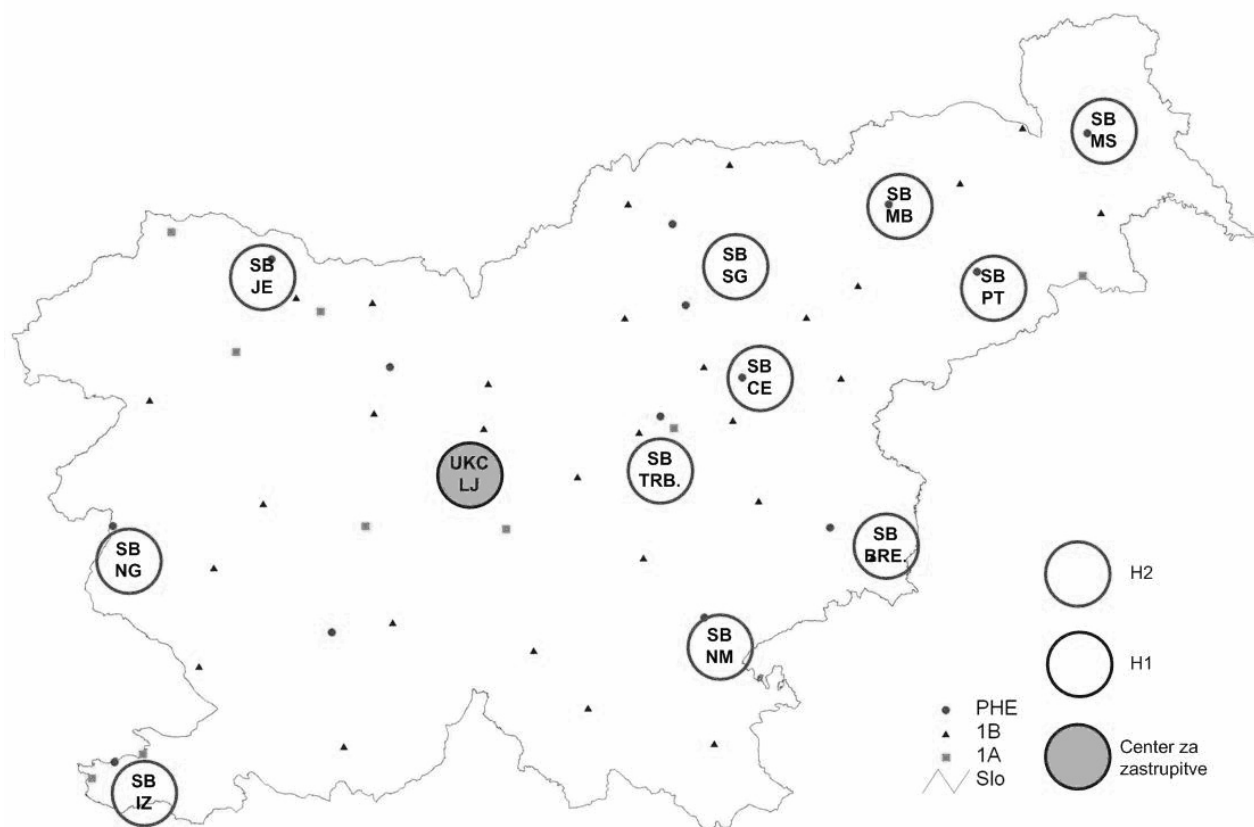 SB
MS
SB
MB
SB
SG
SB
JE
SB
PT
SB
CE
UKC
LJ
SB
TRB.
SB
NG
SB
BRE.
SB
NM
SB
IZ
H2
H1
PHE
1B
1A
Slo
Center za
zastrupitve